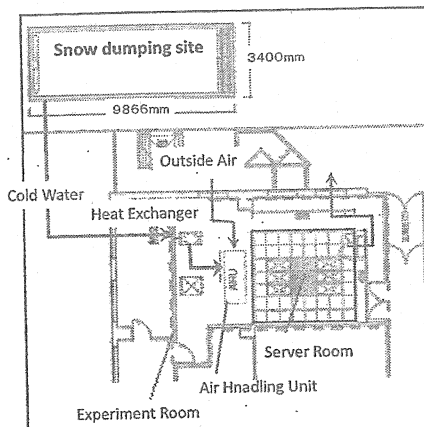 Snow dumping site
3400mm
9866mm
Outside Air
Cold Water
Heat Exchanger
Server Room
Air Hnadling Unit
Experiment Room